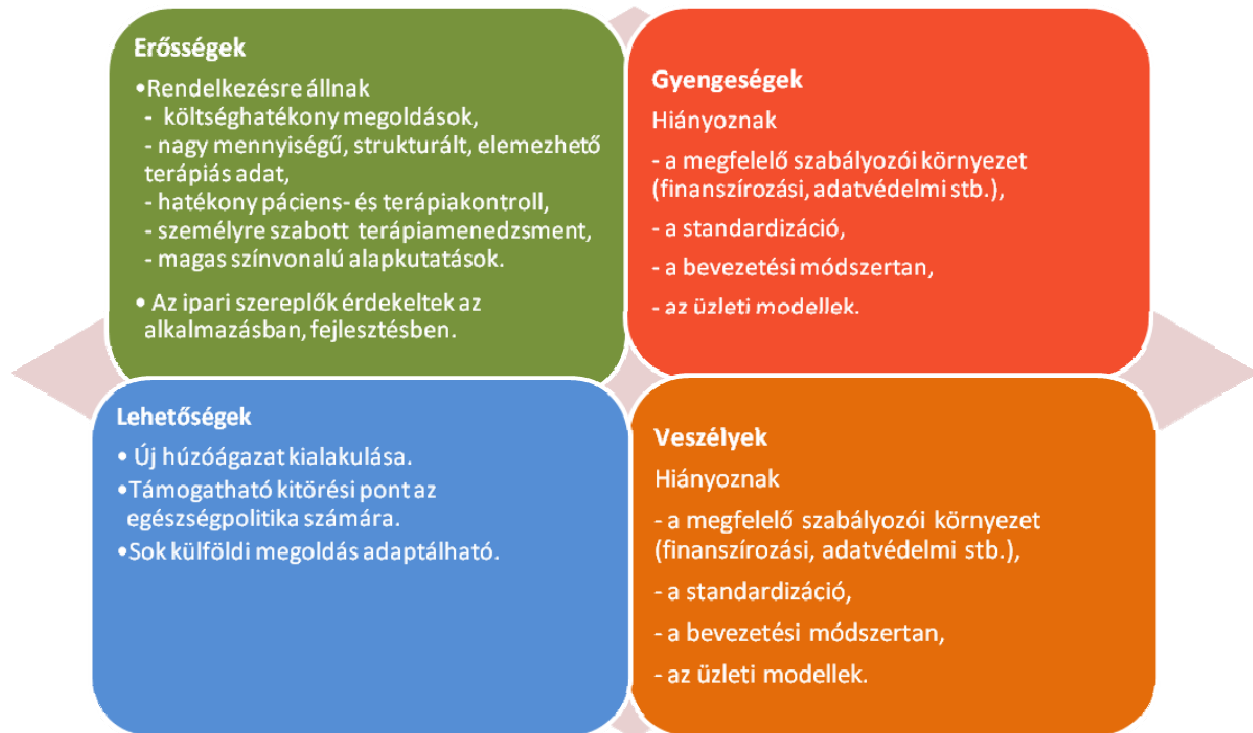 Erősségek
•Rendelkezésre állnak
- költséghatékony megoldások,
- nagy mennyiségű, strukturált, elemezhető
terápiás adat,
- hatékony páciens- és terápiakontroll,
- személyre szabott terápiamenedzsment,
- magas színvonalú alapkutatások.
• Az ipari szereplők érdekeltek az
alkalmazásban, fejlesztésben.
Gyengeségek
Hiányoznak
- a megfelelő szabályozói környezet
(finanszírozási, adatvédelmi stb.),
- a standardizáció,
- a bevezetési módszertan,
- az üzleti modellek.
Lehetőségek
• Új húzóágazat kialakulása.
•Támogatható kitörési pont az
egészségpolitika számára.
•Sok külföldi megoldás adaptálható.
Veszélyek
Hiányoznak
- a megfelelő szabályozói környezet
(finanszírozási, adatvédelmi stb.),
- a standardizáció,
- a bevezetési módszertan,
- az üzleti modellek.